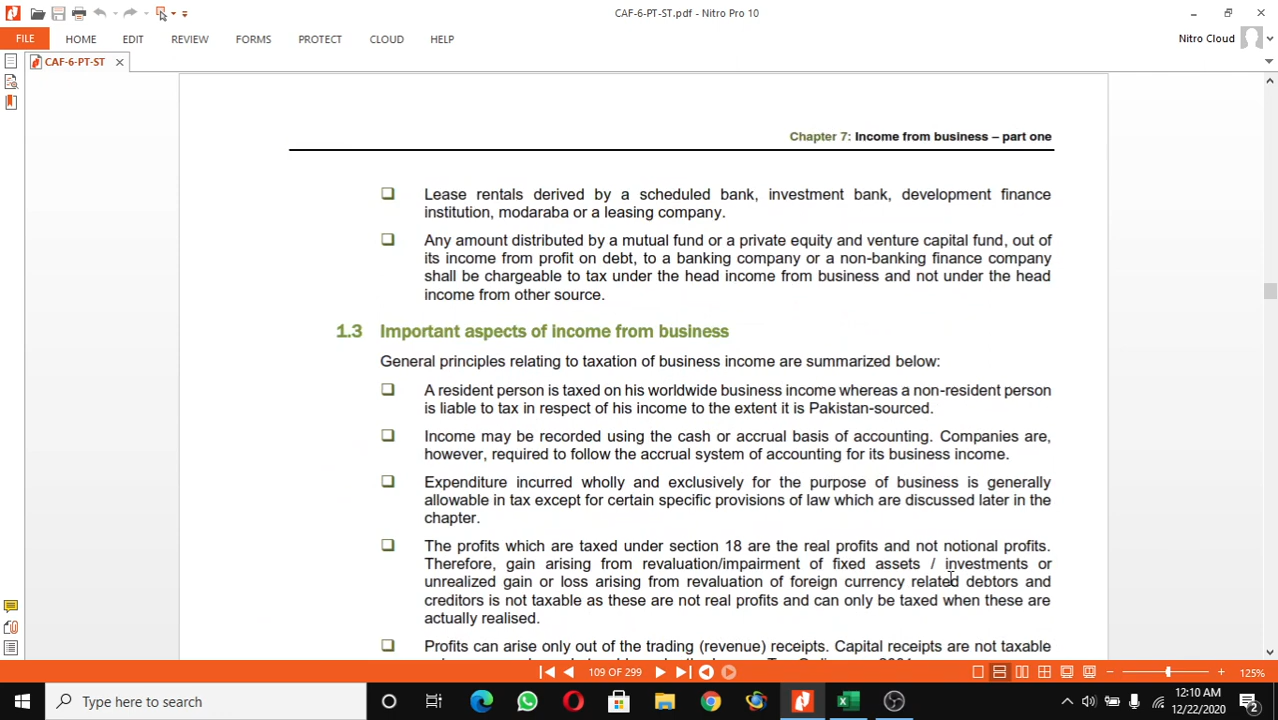 CAF-6-PT-ST.pdf - Nitro Pro 10
FILE HOME EDIT REVIEW FORMS PROTECT CLOUD HELP Nitro Cloud
CAF-6-PT-ST
Chapter 7: Income from business – part one
Lease rentals derived by a scheduled bank, investment bank, development finance
institution, modaraba or a leasing company.
Any amount distributed by a mutual fund or a private equity and venture capital fund, out of
its income from profit on debt, to a banking company or a non-banking finance company
shall be chargeable to tax under the head income from business and not under the head
income from other source.
1.3 Important aspects of income from business
General principles relating to taxation of business income are summarized below:
A resident person is taxed on his worldwide business income whereas a non-resident person
is liable to tax in respect of his income to the extent it is Pakistan-sourced.
Income may be recorded using the cash or accrual basis of accounting. Companies are,
however, required to follow the accrual system of accounting for its business income.
Expenditure incurred wholly and exclusively for the purpose of business is generally
allowable in tax except for certain specific provisions of law which are discussed later in the
chapter.
The profits which are taxed under section 18 are the real profits and not notional profits.
Therefore, gain arising from revaluation/impairment of fixed assets / investments or
unrealized gain or loss arising from revaluation of foreign currency related debtors and
creditors is not taxable as these are not real profits and can only be taxed when these are
actually realised.
Profits can arise only out of the trading (revenue) receipts. Capital receipts are not taxable
109 OF 299 125%
Type here to search
12:10 AM
12/22/2020
2